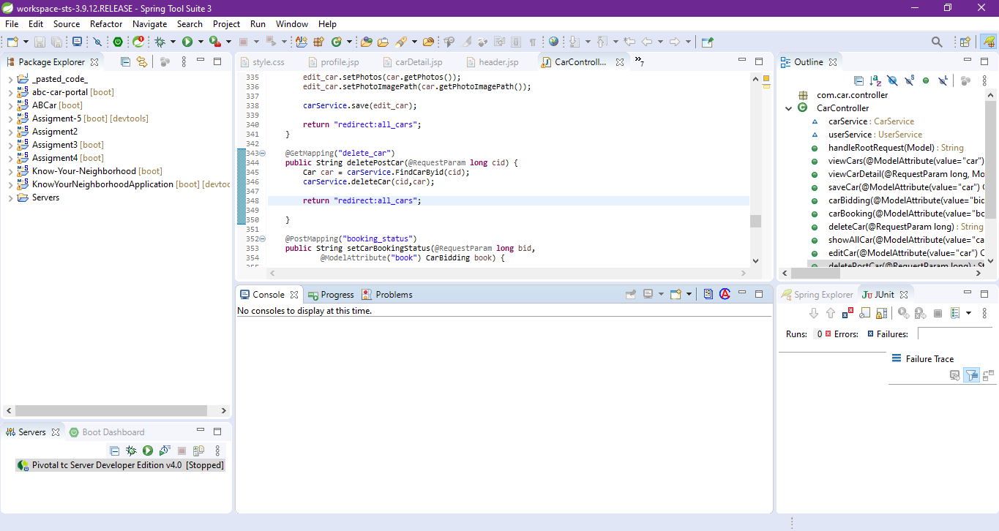 workspace-sts-3.9.12.RELEASE - Spring Tool Suite 3
File Edit Source Refactor Navigate Search Project Run Window Help
Package Explorer
_pasted_code_
abc-car-portal [boot]
ABCar [boot]
Assigment-5 [boot] [devtools]
Assigment2
Assigment3 [boot]
Assigment4 [boot]
Know-Your-Neighborhood [boot]
KnowYourNeighborhoodApplication [boot] [devtoc
Servers
Servers Boot Dashboard
Pivotal tc Server Developer Edition v4.0 [Stopped]
style.css profile.jsp carDetail.jsp header.jsp CarControll... »7
335 edit_car.setPhotos(car.getPhotos());
336 edit_car.setPhotoImagePath(car.getPhotoImagePath());
337
338 carService.save(edit_car);
339
340 return "redirect:all_cars";
341 }
342
343 @GetMapping("delete_car")
344 public String deletePostCar(@RequestParam long cid) {
345 Car car = carService.FindCarByid(cid);
346 carService.deleteCar(cid,car);
347
348 return "redirect:all_cars";
349
350 }
351
352 @PostMapping("booking_status")
353 public String setCarBookingStatus(@RequestParam long bid,
354 @ModelAttribute("book") CarBidding book) {
355
Console Progress Problems
No consoles to display at this time.
Outline
com.car.controller
CarController
carService : CarService
userService : UserService
handleRootRequest(Model) : String
viewCars(@ModelAttribute(value="car")
viewCarDetail(@RequestParam long, Mo
saveCar(@ModelAttribute(value="car") C
carBidding(@ModelAttribute(value="bid
carBooking(@ModelAttribute(value="bc
deleteCar(@RequestParam long) : String
showAllCar(@ModelAttribute(value="ca
editCar(@ModelAttribute(value="car") C
deletePostCar(@RequestParam long) : St
Spring Explorer JUnit
Runs: 0 Errors: Failures:
Failure Trace